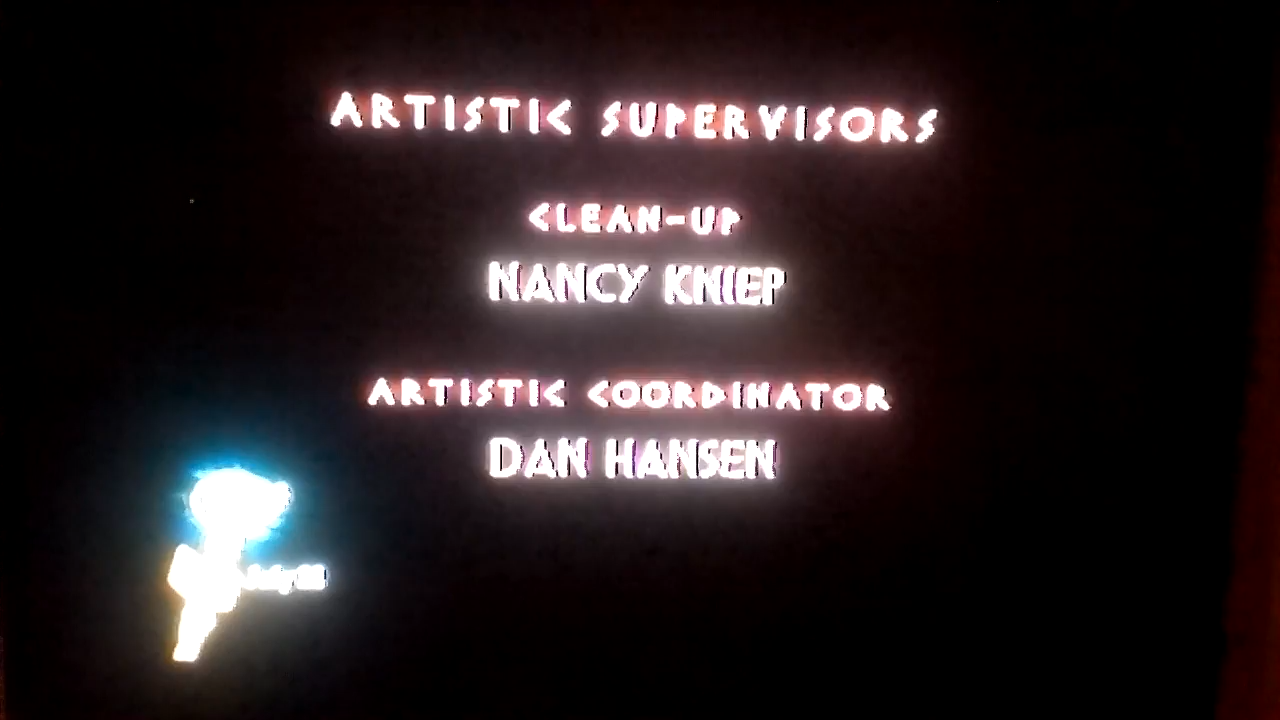 ARTISTIC SUPERVISORS
CLEAN-UP
NANCY KNIEP
ARTISTIC COORDINATOR
DAN HANSEN